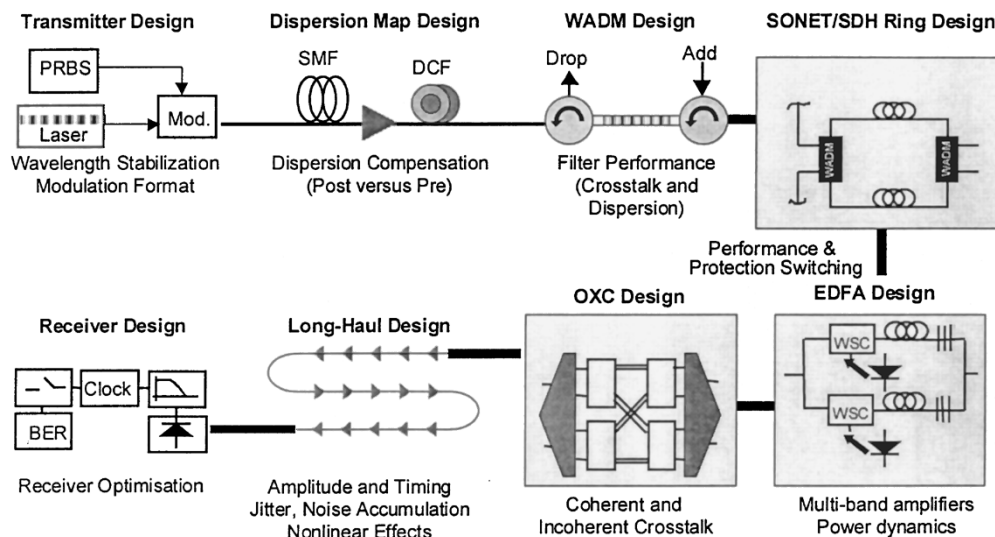 Transmitter Design
PRBS
Laser
Mod.
Wavelength Stabilization
Modulation Format
Dispersion Map Design
SMF
DCF
Dispersion Compensation
(Post versus Pre)
WADM Design
Drop
Add
Filter Performance
(Crosstalk and
Dispersion)
SONET/SDH Ring Design
WADM
WADM
Performance &
Protection Switching
Receiver Design
Clock
BER
Receiver Optimisation
Long-Haul Design
Amplitude and Timing
Jitter, Noise Accumulation
Nonlinear Effects
OXC Design
Coherent and
Incoherent Crosstalk
EDFA Design
WSC
WSC
Multi-band amplifiers
Power dynamics